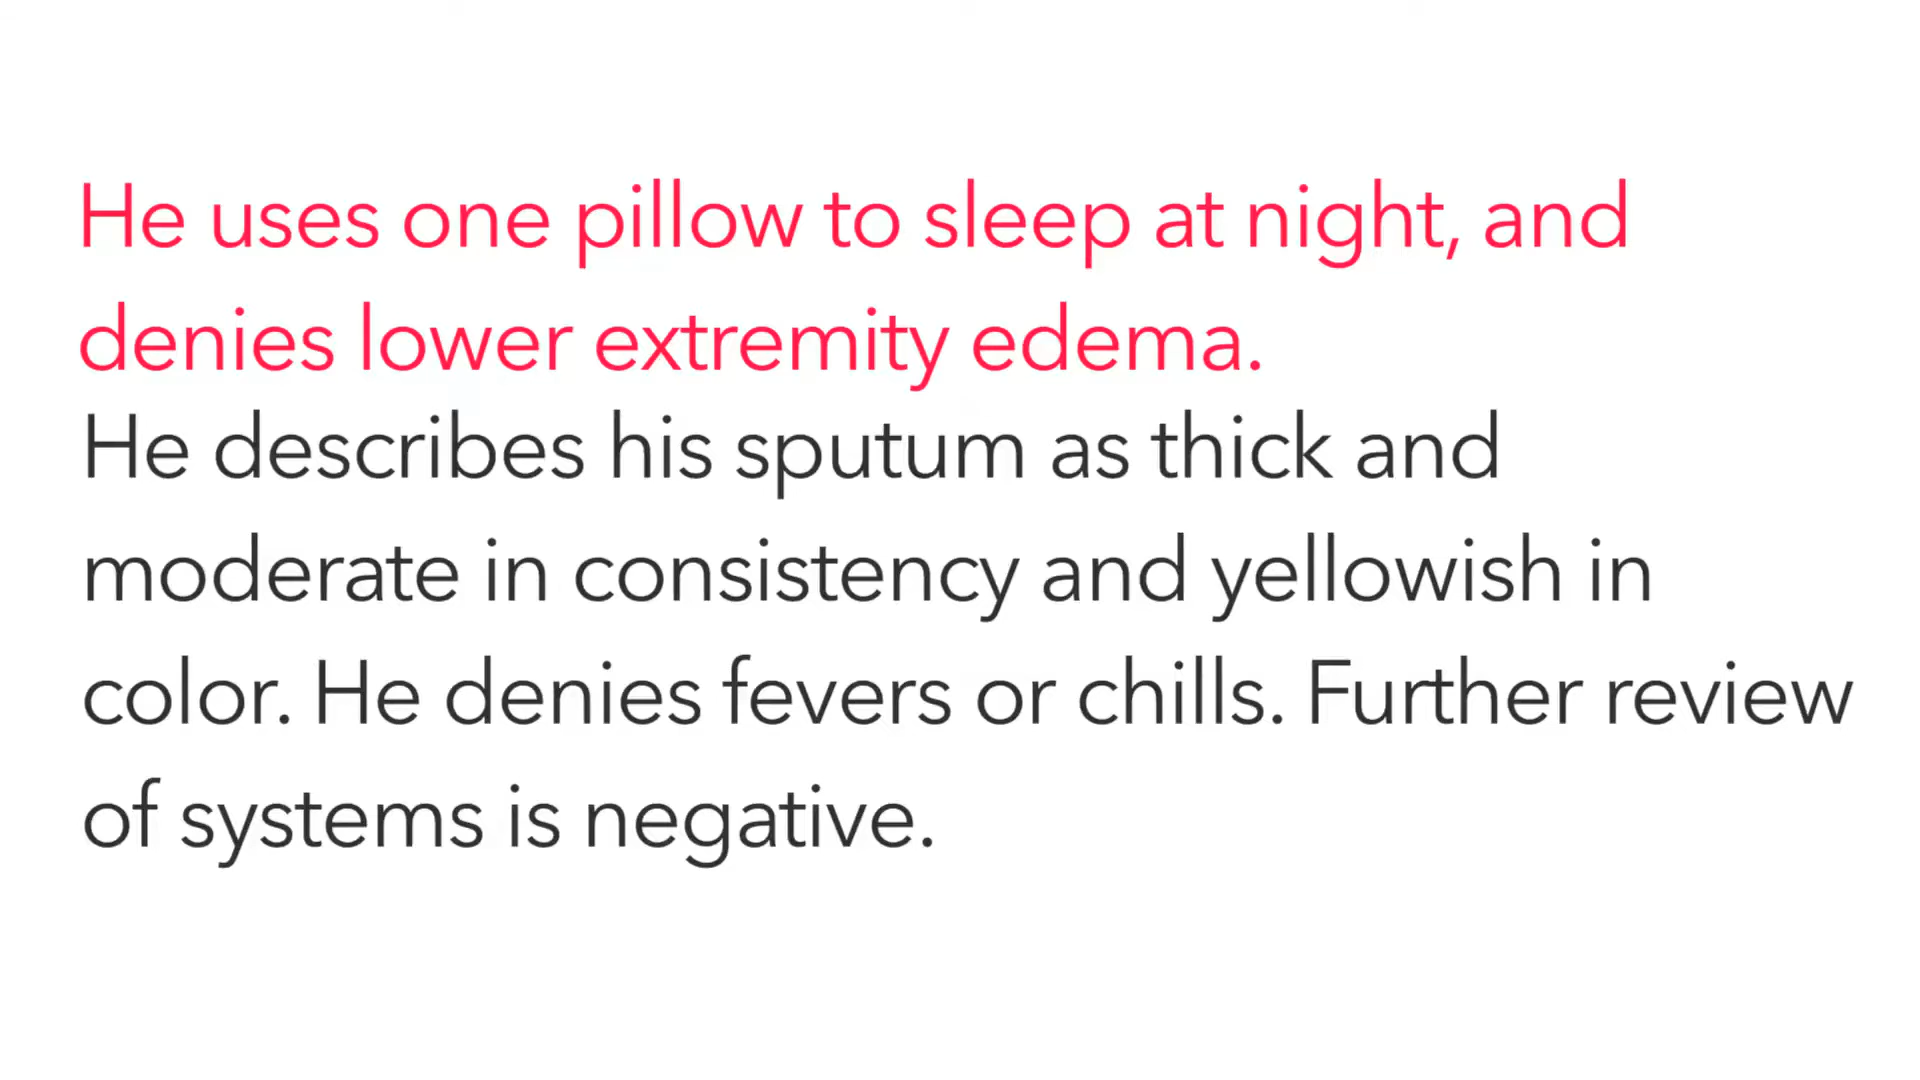 He uses one pillow to sleep at night, and
denies lower extremity edema.
He describes his sputum as thick and
moderate in consistency and yellowish in
color. He denies fevers or chills. Further review
of systems is negative.